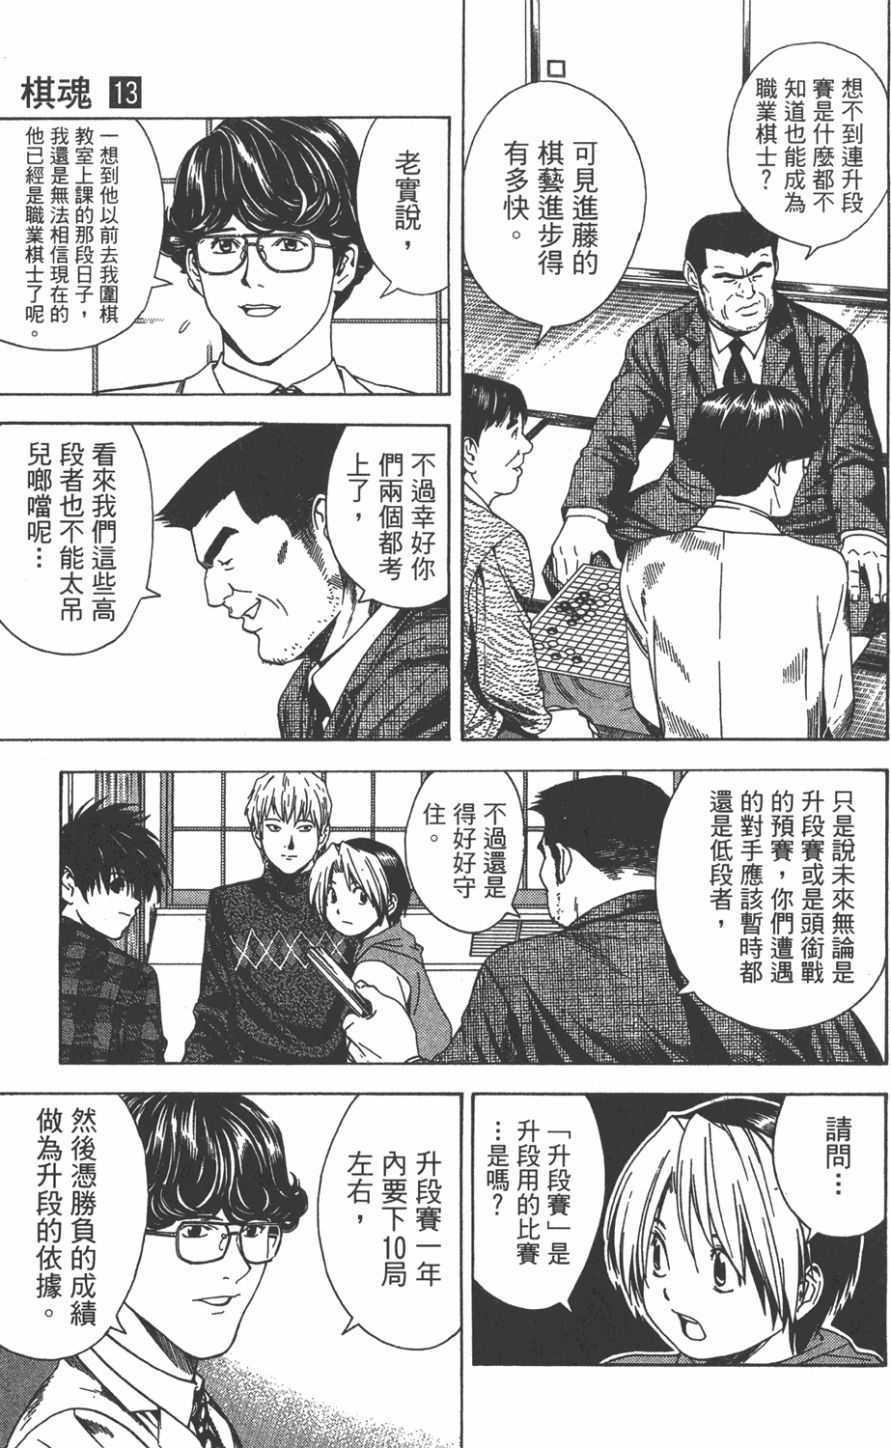 棋魂 13
想不到連升段
賽是什麼都不
知道也能成為
職業棋士?
可見進藤的
棋藝進步得
有多快。
老實說,
一想到他以前去我圍棋
教室上課的那段日子,
我還是無法相信現在的
他已經是職業棋士了呢。
不過幸好你
們兩個都考
上了,
看來我們這些高
段者也不能太吊
兒啷噹呢…
只是說未來無論是
升段賽或是頭銜戰
的預賽,你們遭遇
的對手應該暫時都
還是低段者,
不過還是
得好好守
住。
請問…
「升段賽」是
升段用的比賽
…是嗎?
升段賽一年
內要下10局
左右,
然後憑勝負的成績
做為升段的依據。